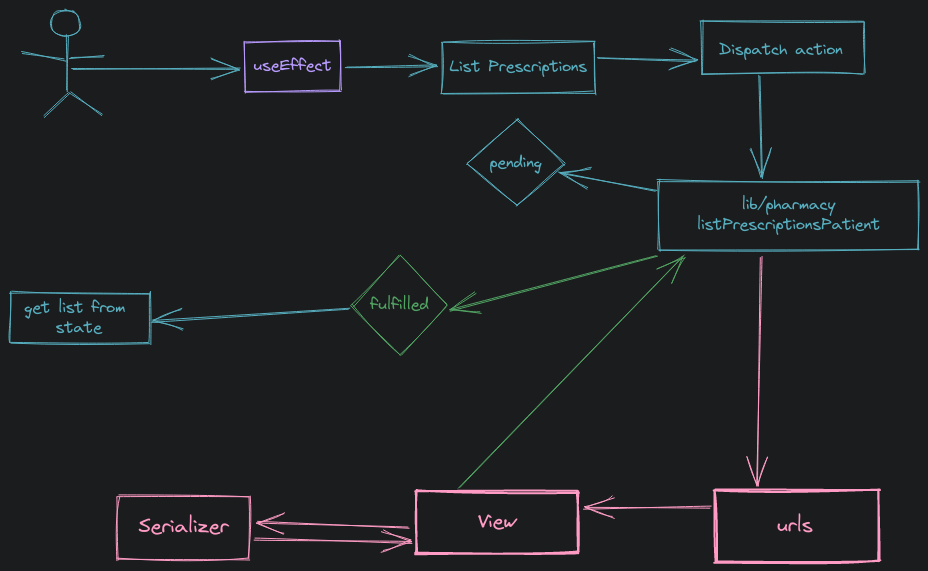 useEffect
List Prescriptions
Dispatch action
pending
lib/pharmacy
listPrescriptionsPatient
fulfilled
get list from
state
Serializer
View
urls